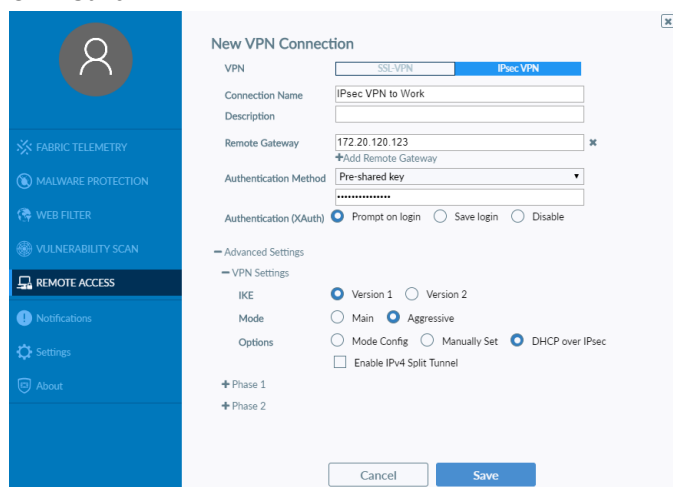 New VPN Connection
VPN SSL-VPN IPsec VPN
Connection Name IPsec VPN to Work
Description
Remote Gateway 172.20.120.123
+Add Remote Gateway
Authentication Method Pre-shared key
•••••••••••••••
Authentication (XAuth) Prompt on login Save login Disable
Advanced Settings
VPN Settings
IKE Version 1 Version 2
Mode Main Aggressive
Options Mode Config Manually Set DHCP over IPsec
Enable IPv4 Split Tunnel
+ Phase 1
+ Phase 2
Cancel Save
FABRIC TELEMETRY
MALWARE PROTECTION
WEB FILTER
VULNERABILITY SCAN
REMOTE ACCESS
Notifications
Settings
About